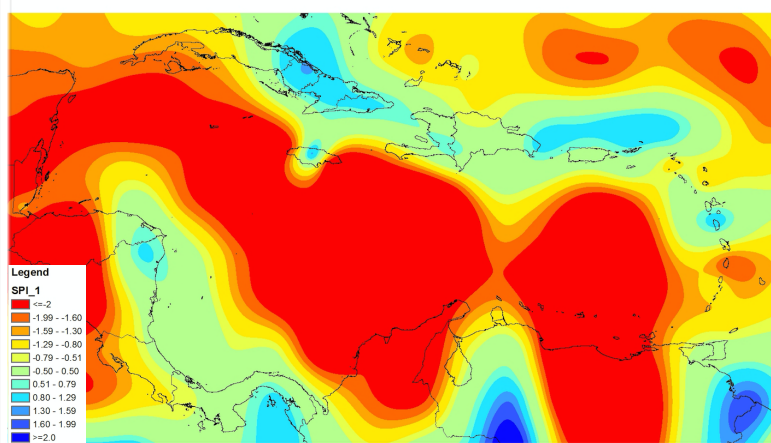 Legend
SPI_1
<=-2
-1.99 - -1.60
-1.59 - -1.30
-1.29 - -0.80
-0.79 - -0.51
-0.50 - 0.50
0.51 - 0.79
0.80 - 1.29
1.30 - 1.59
1.60 - 1.99
>=2.0